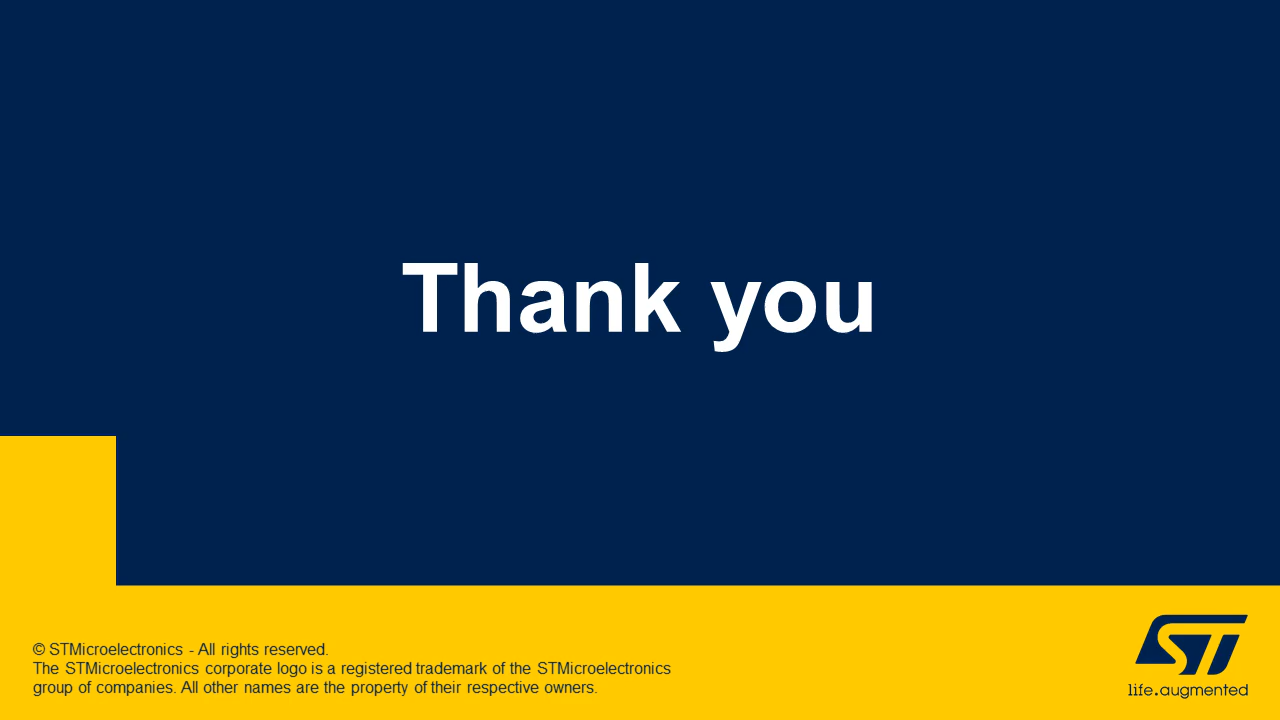 Thank you
© STMicroelectronics - All rights reserved.
The STMicroelectronics corporate logo is a registered trademark of the STMicroelectronics
group of companies. All other names are the property of their respective owners.
ST
life.augmented